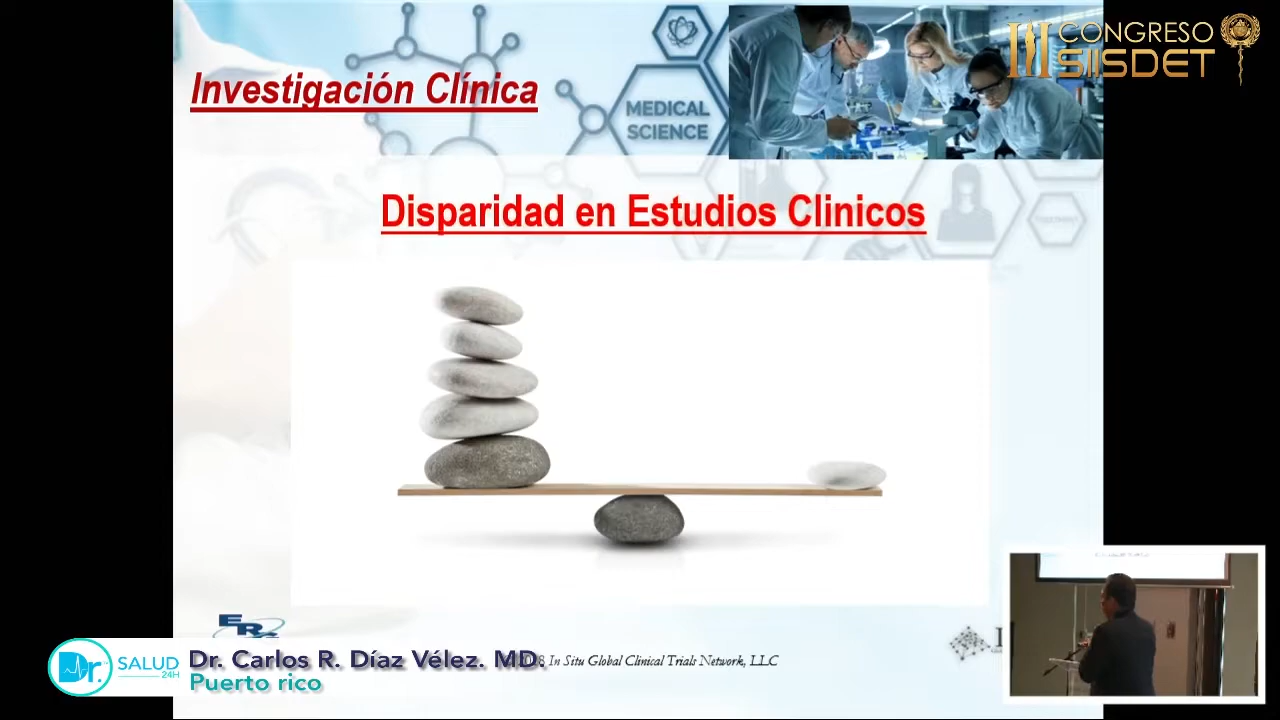 Investigación Clínica
MEDICAL
SCIENCE
III CONGRESO
SIISDET
Disparidad en Estudios Clinicos
Dr.
SALUD
24H
Dr. Carlos R. Díaz Vélez. MD.
Puerto rico
In Situ Global Clinical Trials Network, LLC